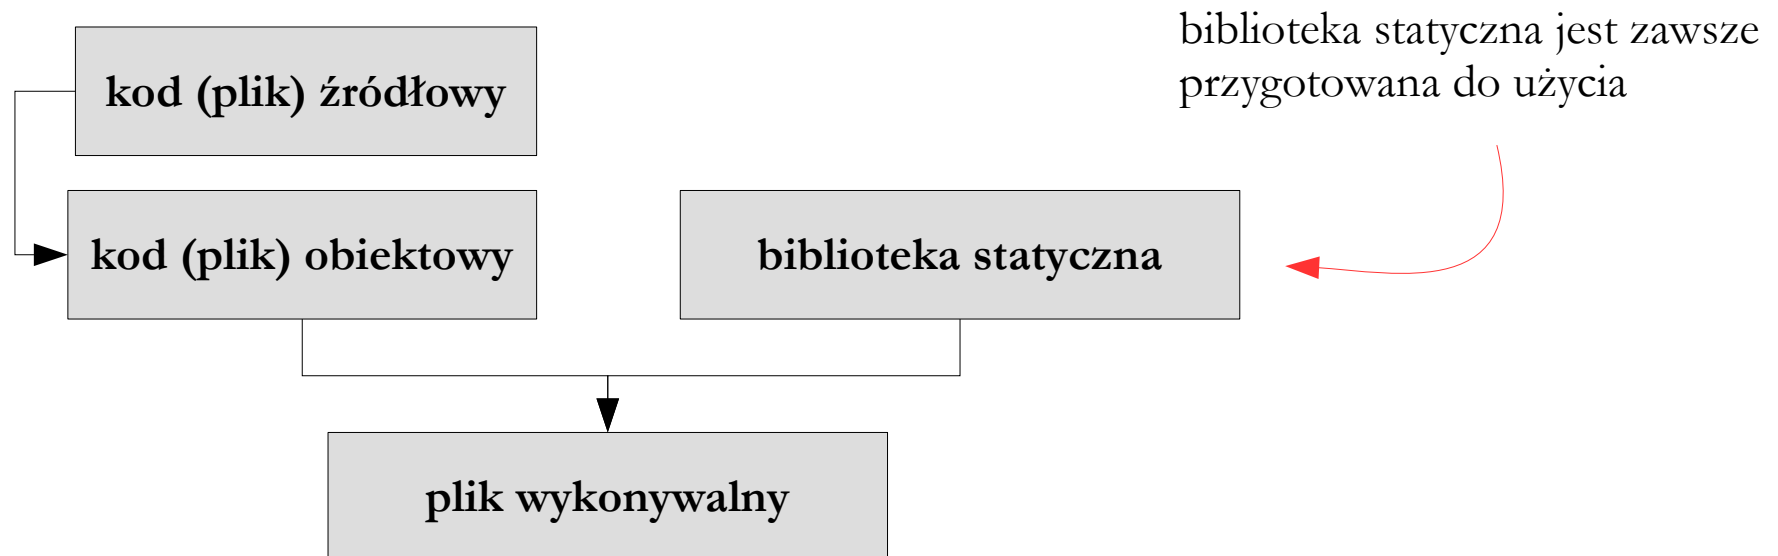 biblioteka statyczna jest zawsze
przygotowana do użycia
kod (plik) źródłowy
kod (plik) obiektowy
biblioteka statyczna
plik wykonywalny